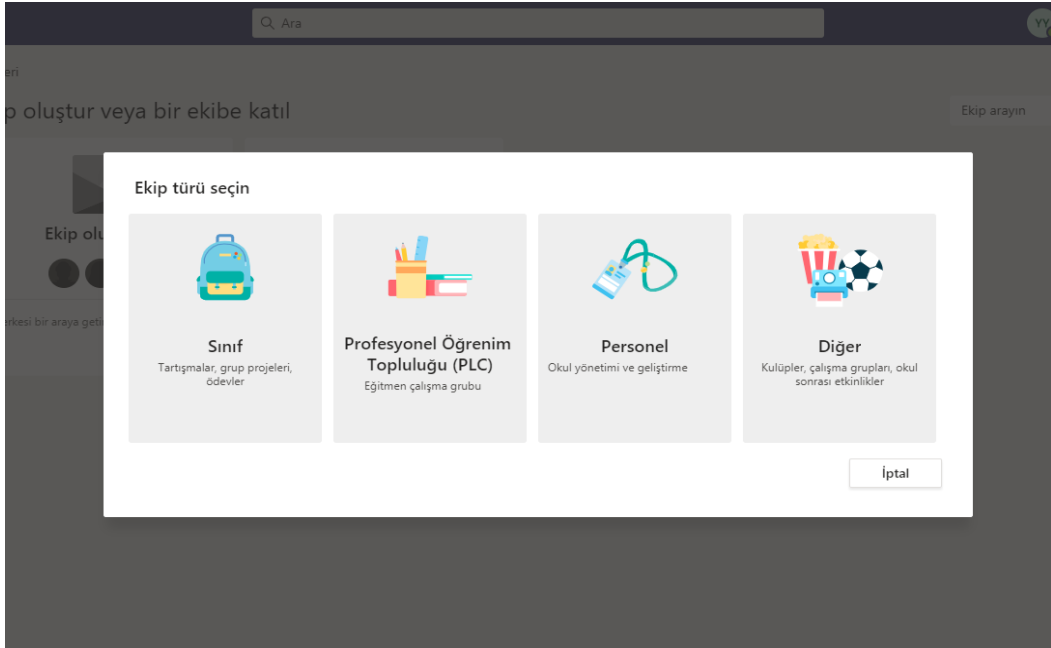 Ara
YY
eri
p oluştur veya bir ekibe katıl
Ekip arayın
Ekip türü seçin
Ekip olu
erkesi bir araya geti
Sınıf
Tartışmalar, grup projeleri,
ödevler
Profesyonel Öğrenim
Topluluğu (PLC)
Eğitmen çalışma grubu
Personel
Okul yönetimi ve geliştirme
Diğer
Kulüpler, çalışma grupları, okul
sonrası etkinlikler
İptal